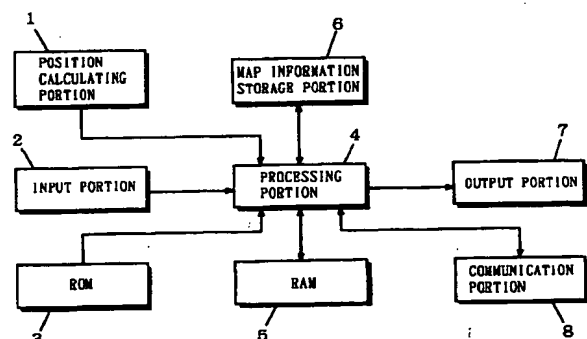 1
POSITION
CALCULATING
PORTION
6
MAP INFORMATION
STORAGE PORTION
2
INPUT PORTION
4
PROCESSING
PORTION
7
OUTPUT PORTION
ROM
3
RAM
5
COMMUNICATION
PORTION
8